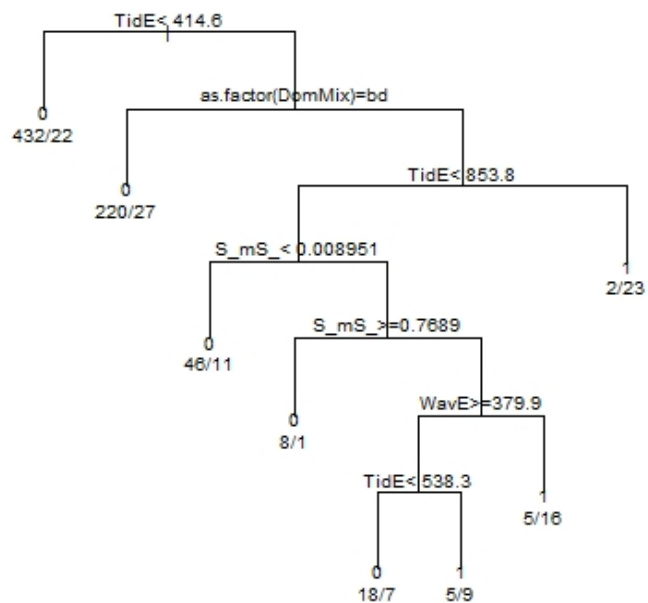 TidE< 414.6
0
432/22
as.factor(DomMix)=bd
0
220/27
TidE< 853.8
S_mS_< 0.008951
1
2/23
0
46/11
S_mS_>=0.7689
0
8/1
WavE>=379.9
TidE< 538.3
1
5/16
0
18/7
1
5/9